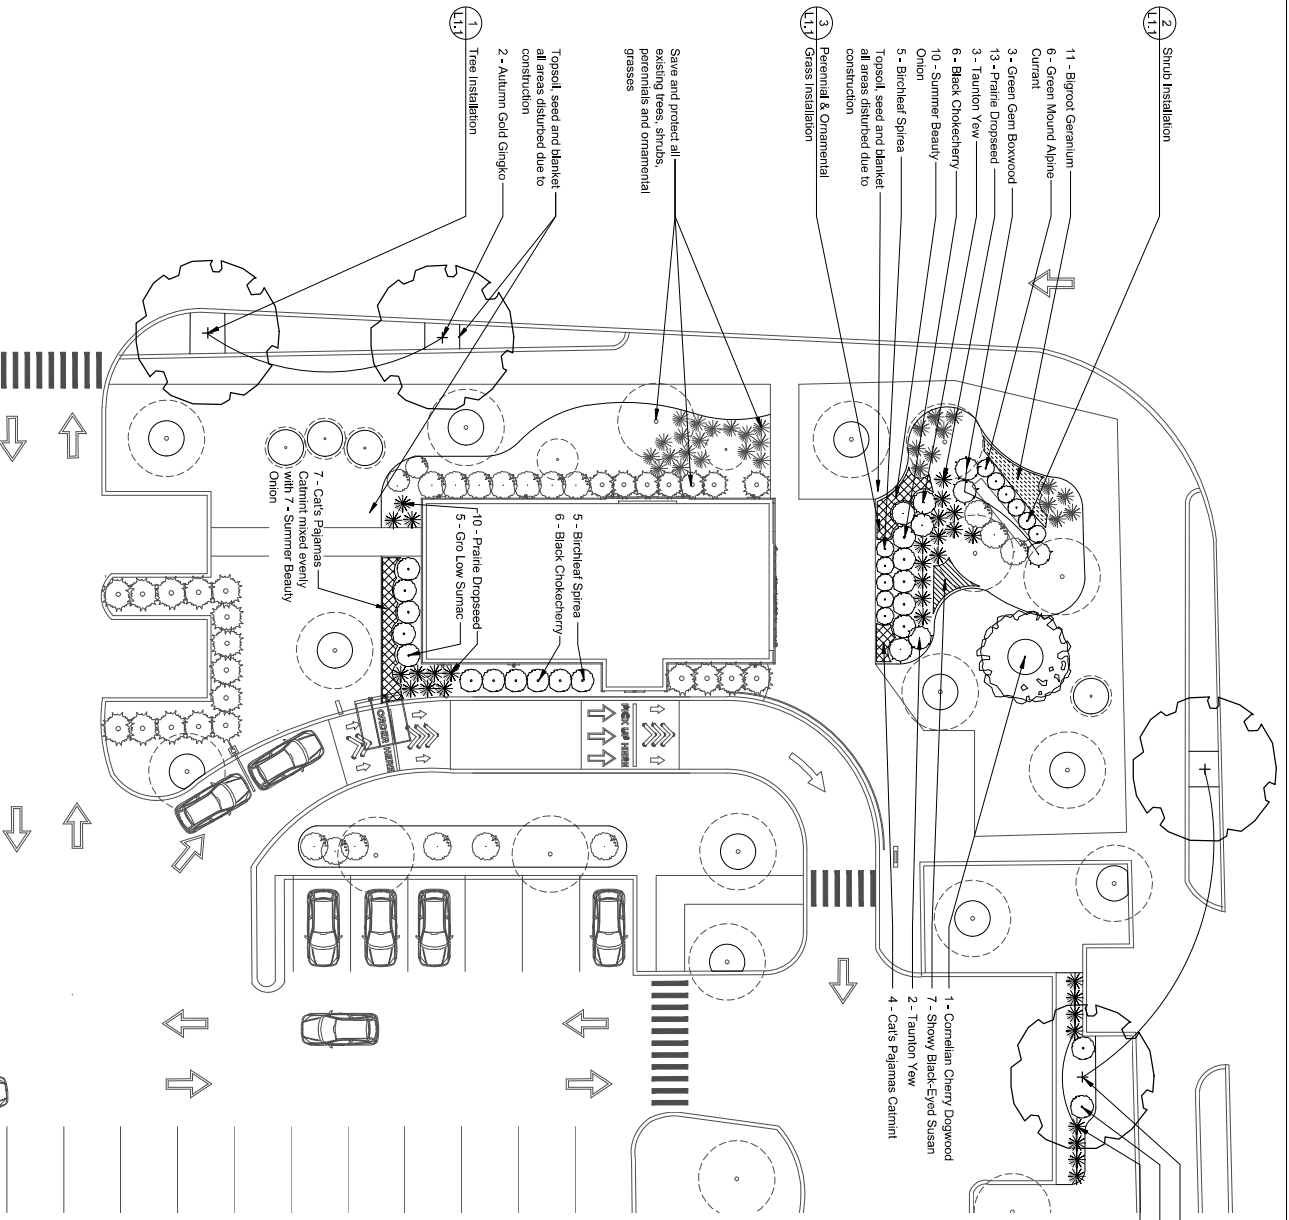 2
L1.1
Shrub Installation
11 - Bigroot Geranium
6 - Green Mound Alpine
Currant
3 - Green Gem Boxwood
13 - Prairie Dropseed
3 - Taunton Yew
6 - Black Chokecherry
10 - Summer Beauty
Onion
5 - Birchleaf Spirea
Topsoil, seed and blanket
all areas disturbed due to
construction
3
L1.1
Perennial & Ornamental
Grass Installation
Save and protect all
existing trees, shrubs,
perennials and ornamental
grasses
Topsoil, seed and blanket
all areas disturbed due to
construction
2 - Autumn Gold Gingko
1
L1.1
Tree Installation
5 - Birchleaf Spirea
6 - Black Chokecherry
10 - Prairie Dropseed
5 - Gro Low Sumac
7 - Cat's Pajamas
Catmint mixed evenly
with 7 - Summer Beauty
Onion
PICK UP HERE
ORDER HERE
1 - Cornelian Cherry Dogwood
7 - Showy Black-Eyed Susan
2 - Taunton Yew
4 - Cat's Pajamas Catmint